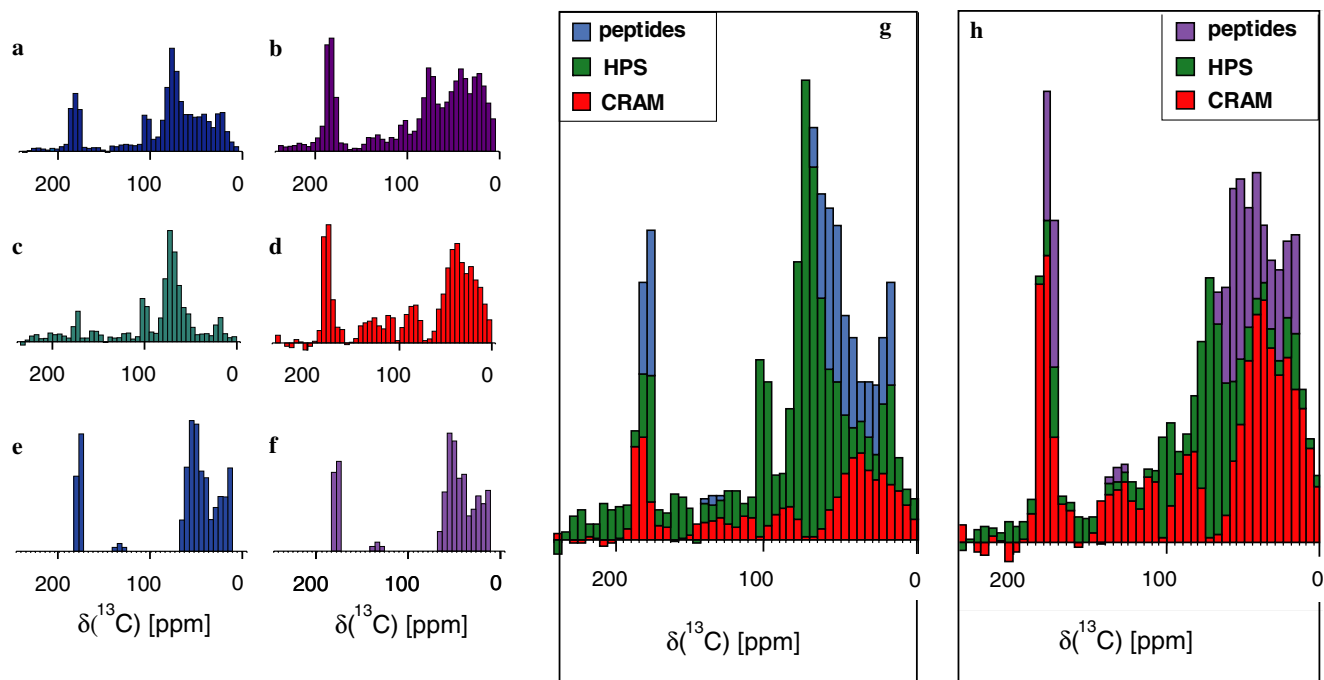 a
b
200 100 0
200 100 0
c
d
200 100 0
200 100 0
e
f
200 100 0
200 100 0
δ(¹³C) [ppm]
δ(¹³C) [ppm]
peptides
HPS
CRAM
g
200 100 0
δ(¹³C) [ppm]
h
peptides
HPS
CRAM
200 100 0
δ(¹³C) [ppm]